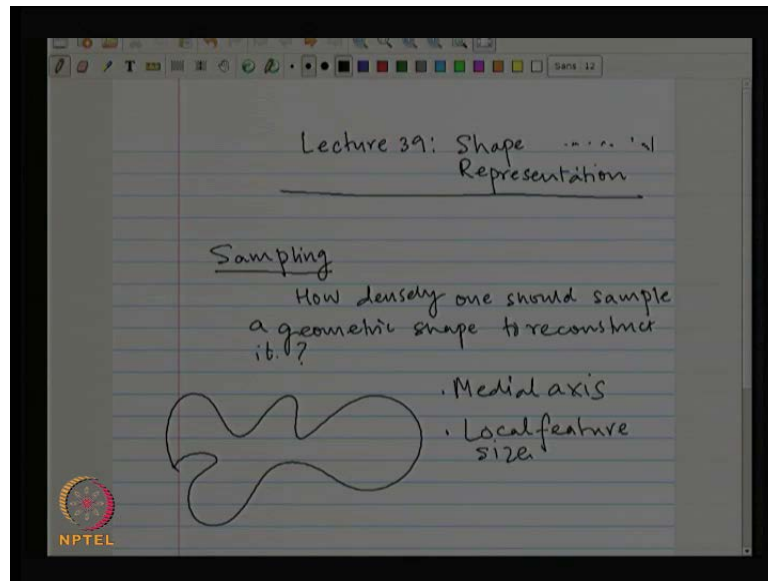 T
Sans 12
Lecture 39: Shape
Representation
Sampling
How densely one should sample
a geometric shape to reconstruct
it.?
. Medial axis
. Local feature
size
NPTEL